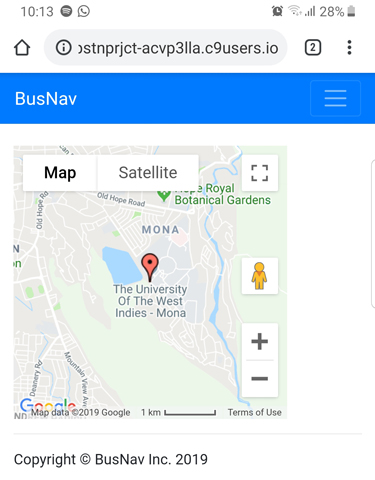 10:13
28%
ostnprjct-acvp3lla.c9users.io
2
BusNav
Map
Satellite
Old Hope Road
Hope Royal
Botanical Gardens
Old Hope Rd
MONA
The University
Of The West
Indies - Mona
Mountain View Ave
Deanery Rd
Google
Map data ©2019 Google
1 km
Terms of Use
Copyright © BusNav Inc. 2019